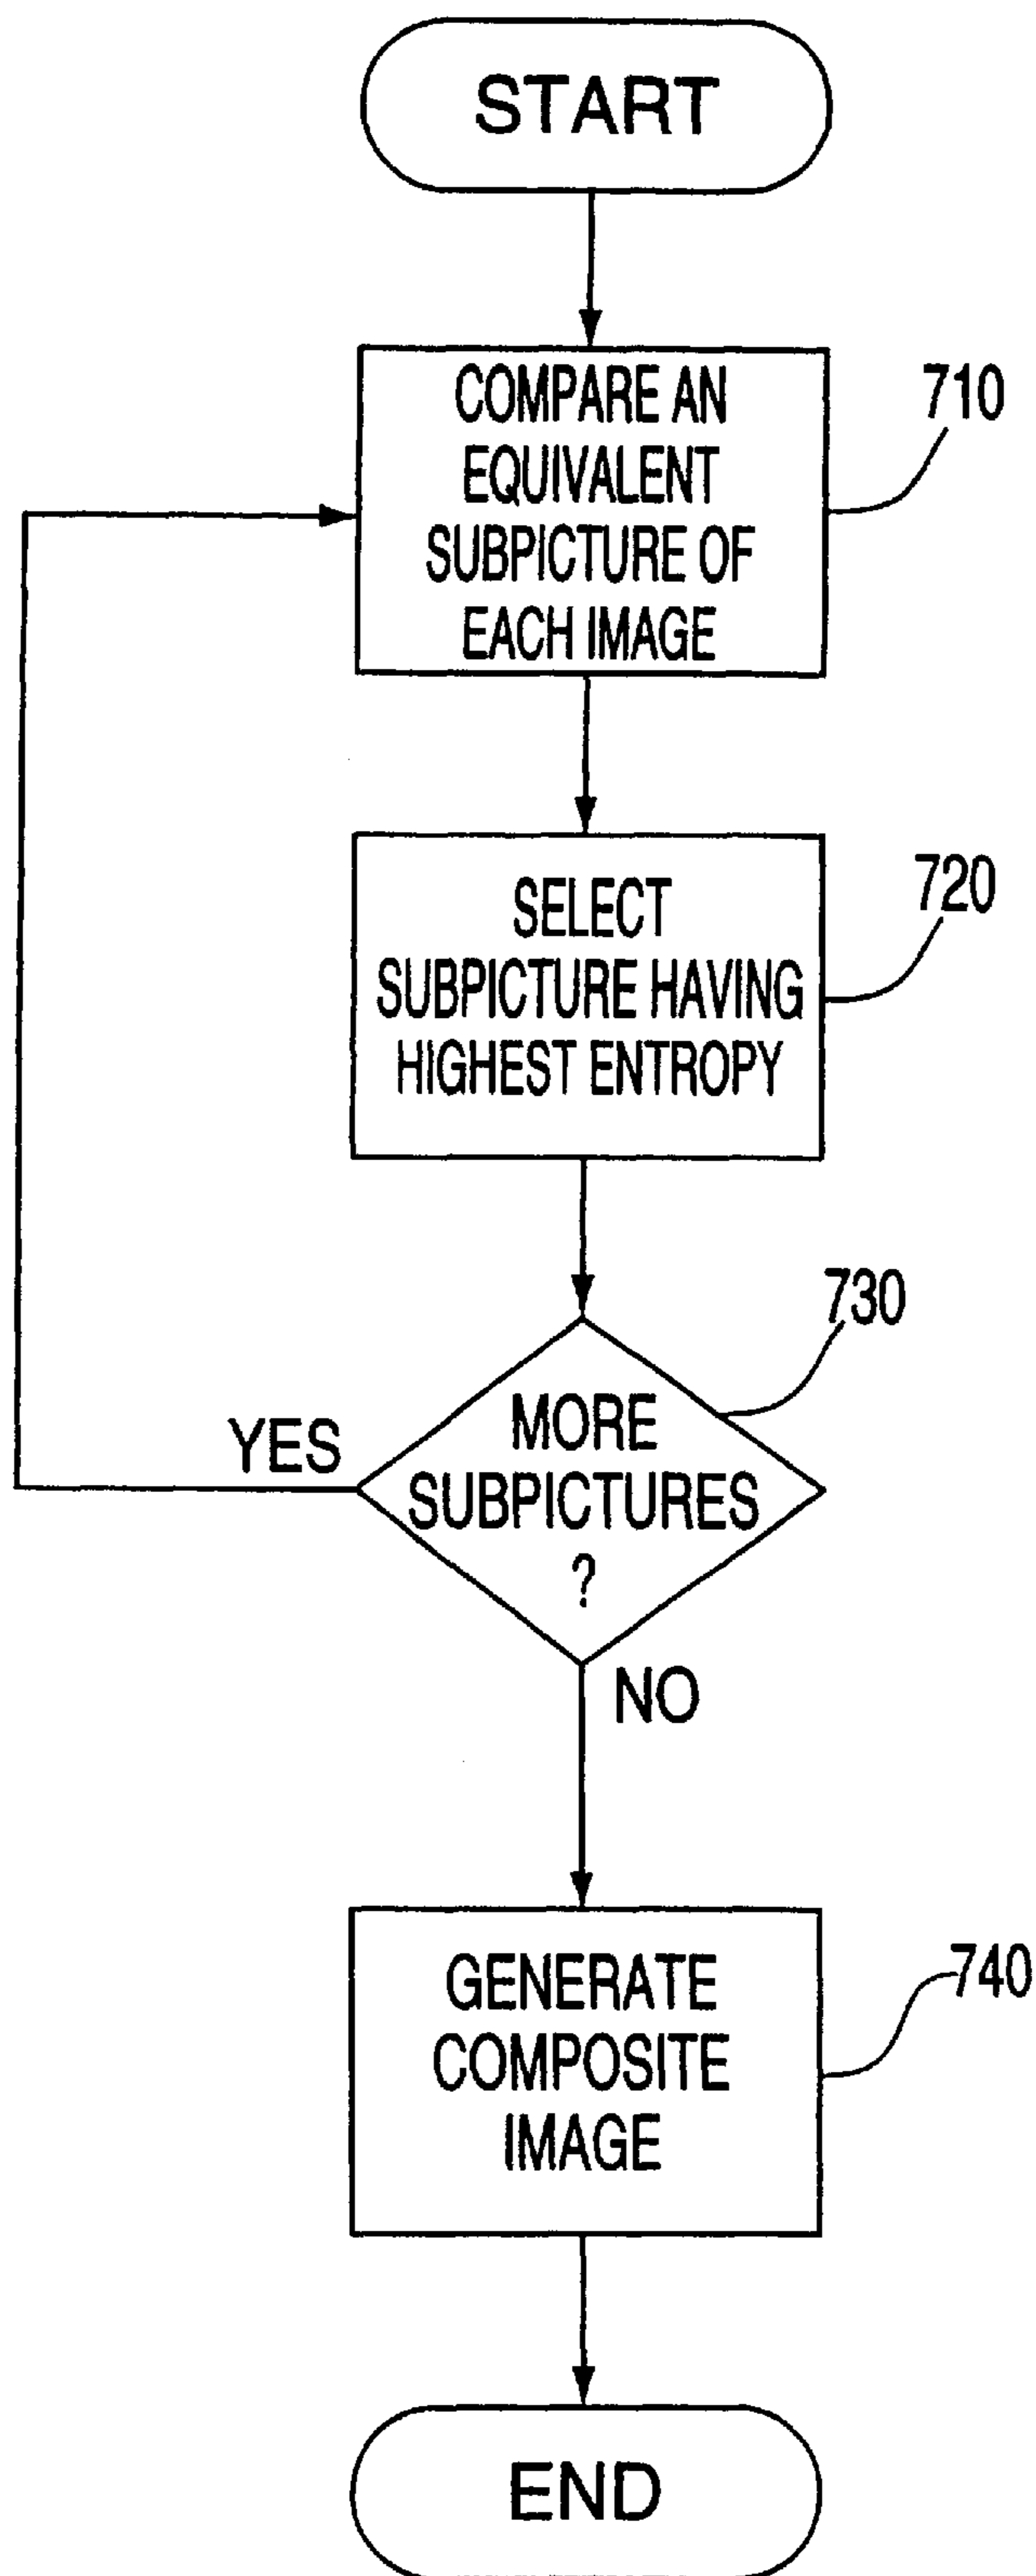 START
COMPARE AN
EQUIVALENT
SUBPICTURE OF
EACH IMAGE
710
SELECT
SUBPICTURE HAVING
HIGHEST ENTROPY
720
730
MORE
SUBPICTURES
?
YES
NO
GENERATE
COMPOSITE
IMAGE
740
END